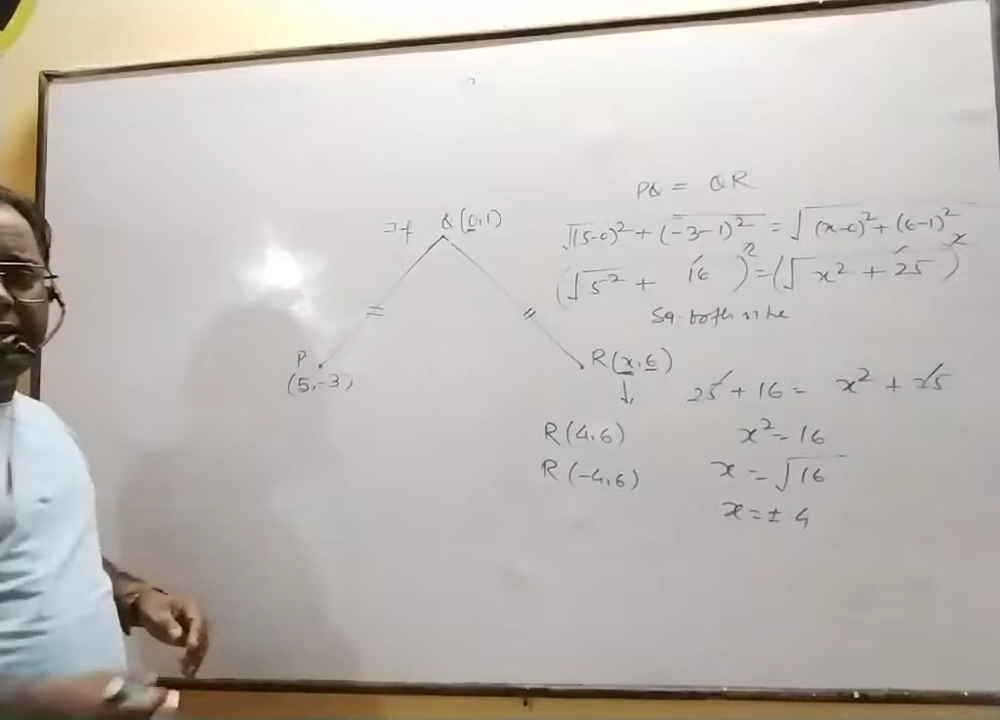 If Q(0,1)
P
(5,-3)
R(x,6)
R(4,6)
R(-4,6)
PQ = QR
√(5-0)² + (-3-1)² = √(x-0)² + (6-1)²
(√5² + 16)² = (√x² + 25)²
Sq. both side
25 + 16 = x² + 25
x² = 16
x = √16
x = ± 4